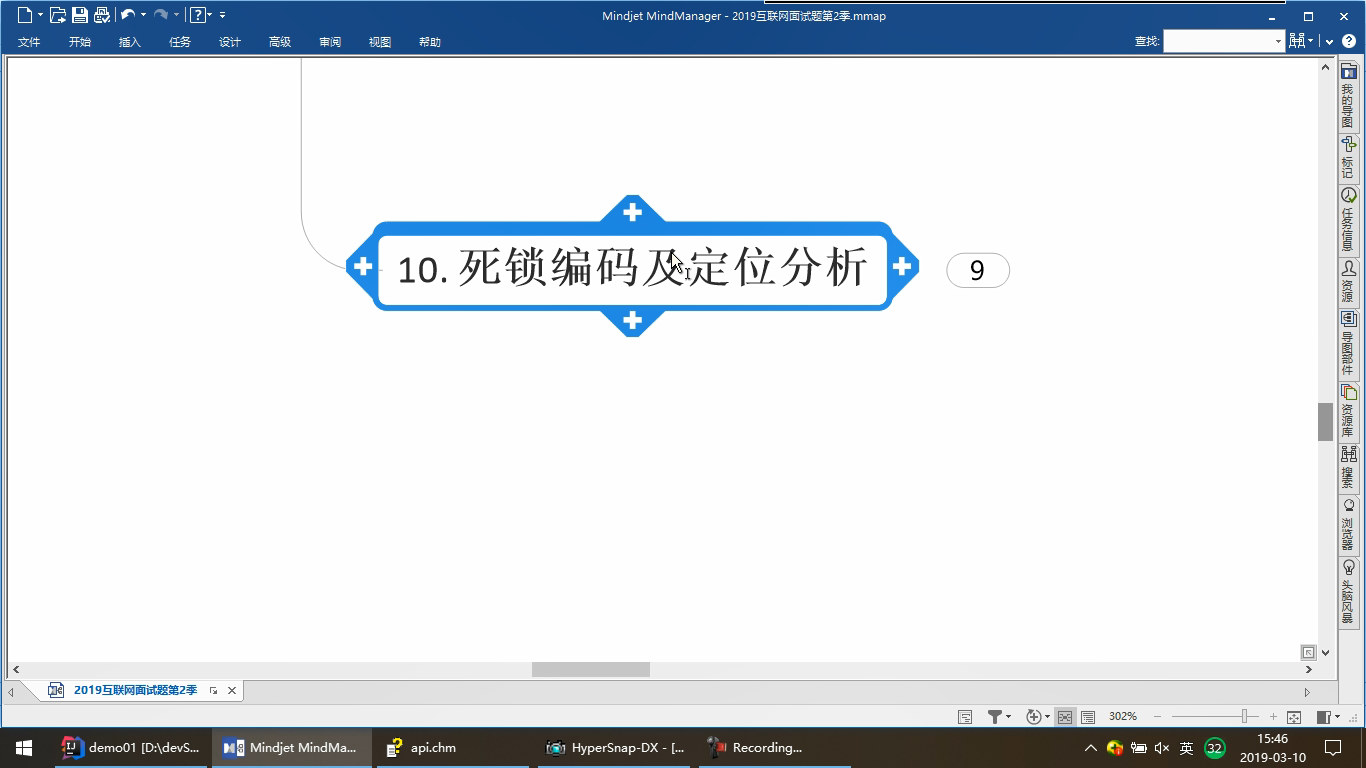 Mindjet MindManager - 2019互联网面试题第2季.mmap
文件 开始 插入 任务 设计 高级 审阅 视图 帮助
查找:
10. 死锁编码及定位分析
9
我的导图
标记
任务信息
资源
导图部件
资源库
搜索
浏览器
头脑风暴
2019互联网面试题第2季
302%
demo01 [D:\devS...
Mindjet MindMa...
api.chm
HyperSnap-DX - [...
Recording...
英
32
15:46
2019-03-10